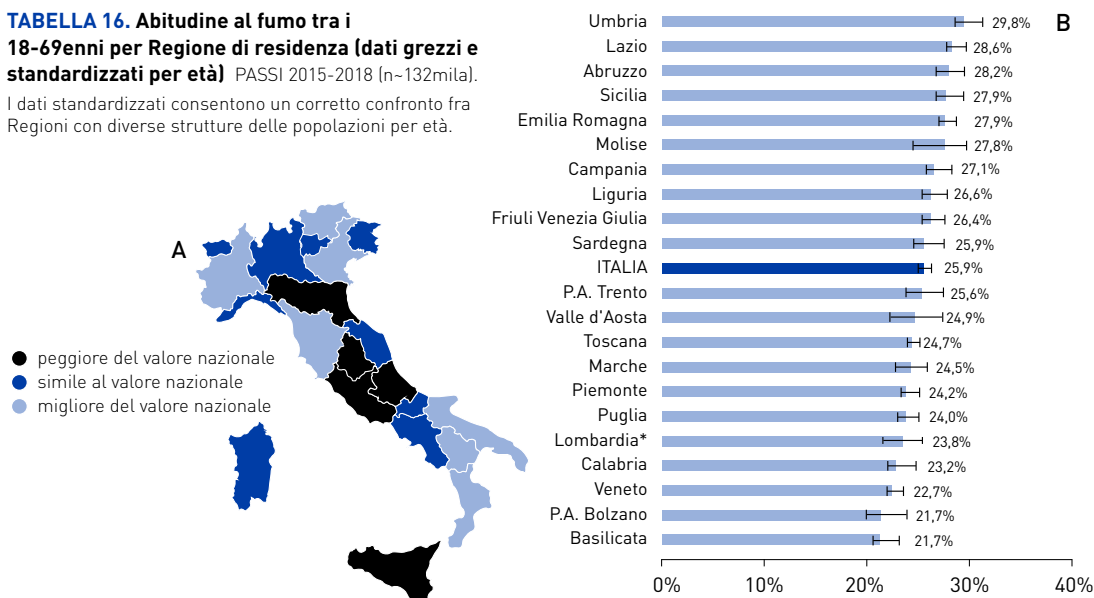 TABELLA 16. Abitudine al fumo tra i
18-69enni per Regione di residenza (dati grezzi e
standardizzati per età) PASSI 2015-2018 (n~132mila).
I dati standardizzati consentono un corretto confronto fra
Regioni con diverse strutture delle popolazioni per età.
A
peggiore del valore nazionale
simile al valore nazionale
migliore del valore nazionale
B
Umbria 29,8%
Lazio 28,6%
Abruzzo 28,2%
Sicilia 27,9%
Emilia Romagna 27,9%
Molise 27,8%
Campania 27,1%
Liguria 26,6%
Friuli Venezia Giulia 26,4%
Sardegna 25,9%
ITALIA 25,9%
P.A. Trento 25,6%
Valle d'Aosta 24,9%
Toscana 24,7%
Marche 24,5%
Piemonte 24,2%
Puglia 24,0%
Lombardia* 23,8%
Calabria 23,2%
Veneto 22,7%
P.A. Bolzano 21,7%
Basilicata 21,7%
0% 10% 20% 30% 40%